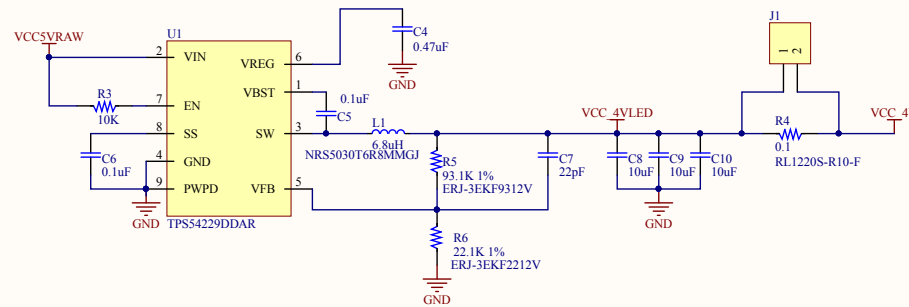 VCC5VRAW
U1
2
VIN
VREG
6
C4
0.47uF
GND
J1
1
2
VBST
1
0.1uF
C5
R3
10K
7
EN
8
SS
SW
3
L1
6.8uH
NRS5030T6R8MMGJ
VCC_4VLED
R4
0.1
RL1220S-R10-F
VCC_4
C6
0.1uF
4
GND
9
PWPD
VFB
5
GND
TPS54229DDAR
R5
93.1K 1%
ERJ-3EKF9312V
C7
22pF
C8
10uF
C9
10uF
C10
10uF
GND
R6
22.1K 1%
ERJ-3EKF2212V
GND